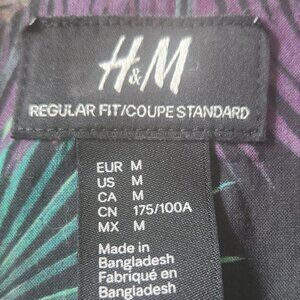 H&M
REGULAR FIT/COUPE STANDARD
EUR M
US M
CA M
CN 175/100A
MX M
Made in
Bangladesh
Fabriqué en
Bangladesh